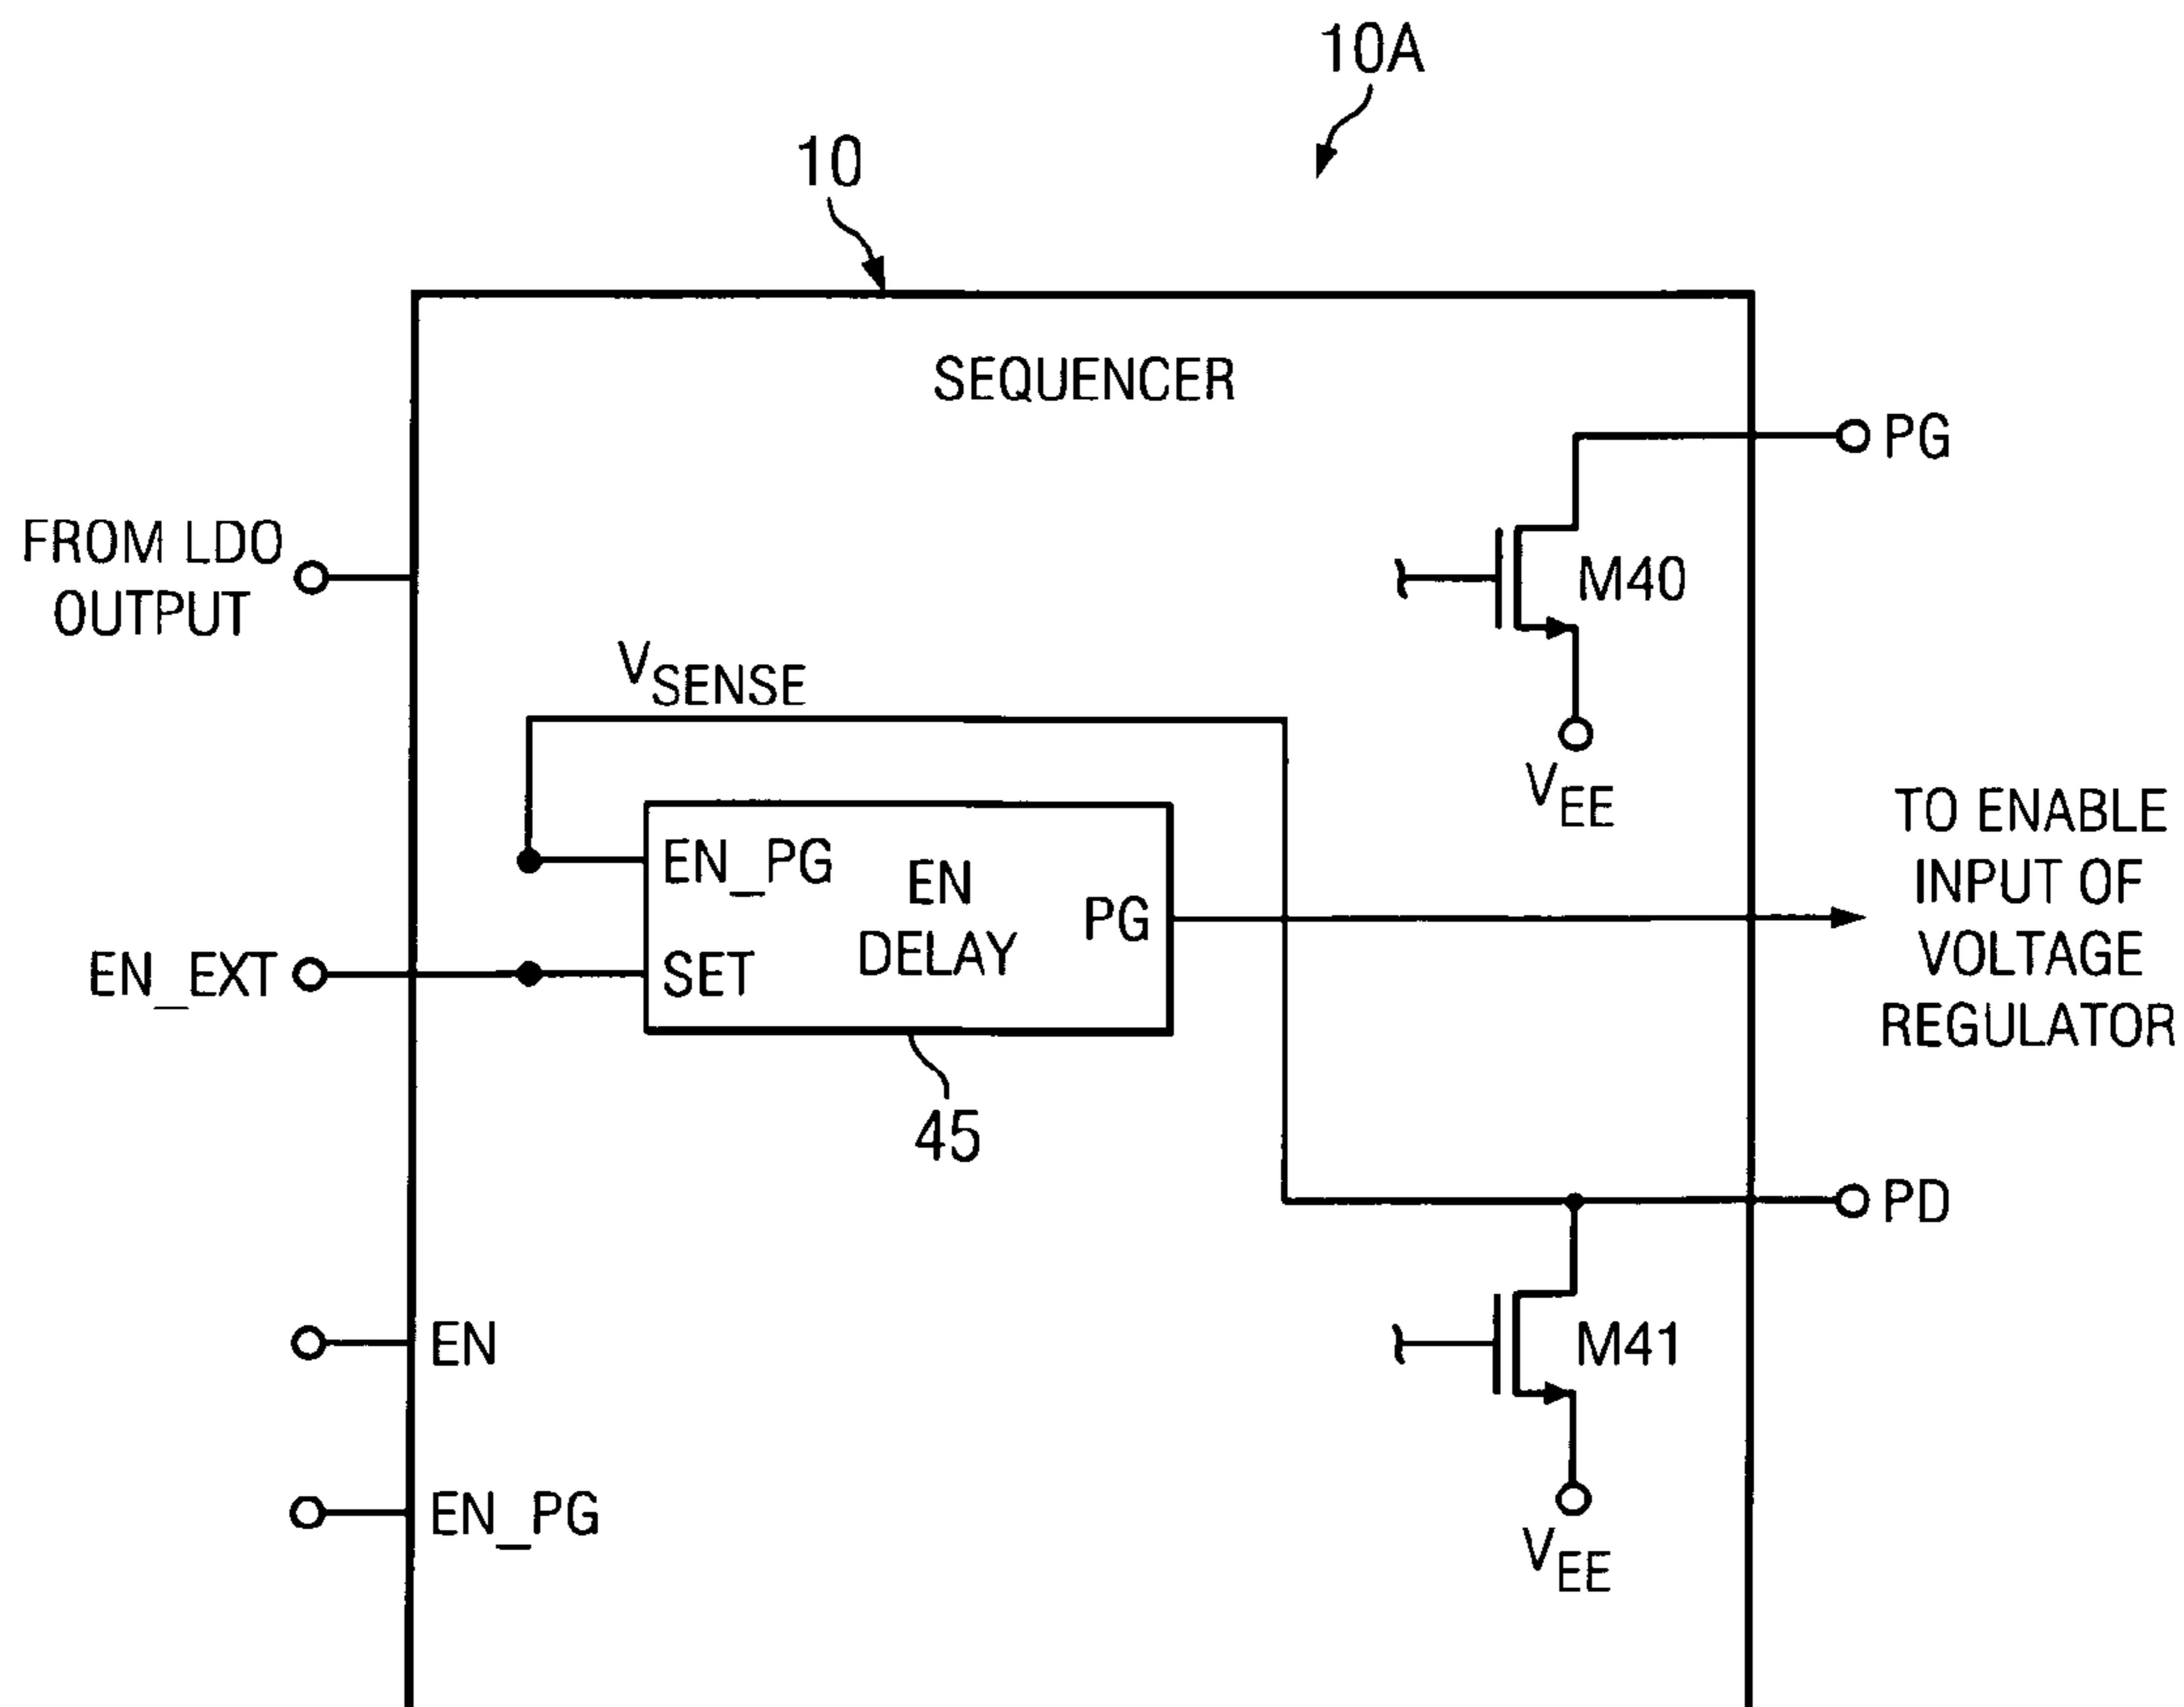 10A
10
SEQUENCER
PG
FROM LDO
OUTPUT
M40
VSENSE
VEE
TO ENABLE
INPUT OF
VOLTAGE
REGULATOR
EN_PG
EN
DELAY
PG
SET
EN_EXT
45
PD
EN
M41
EN_PG
VEE